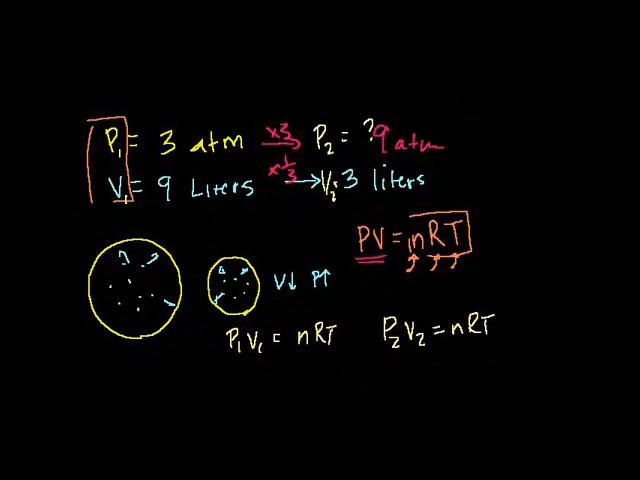 P₁ = 3 atm ×3 → P₂ = ? 9 atm
V₁ = 9 Liters ×1/3 → V₂ = 3 liters
PV = nRT
V↓ P↑
P₁V₁ = nRT P₂V₂ = nRT